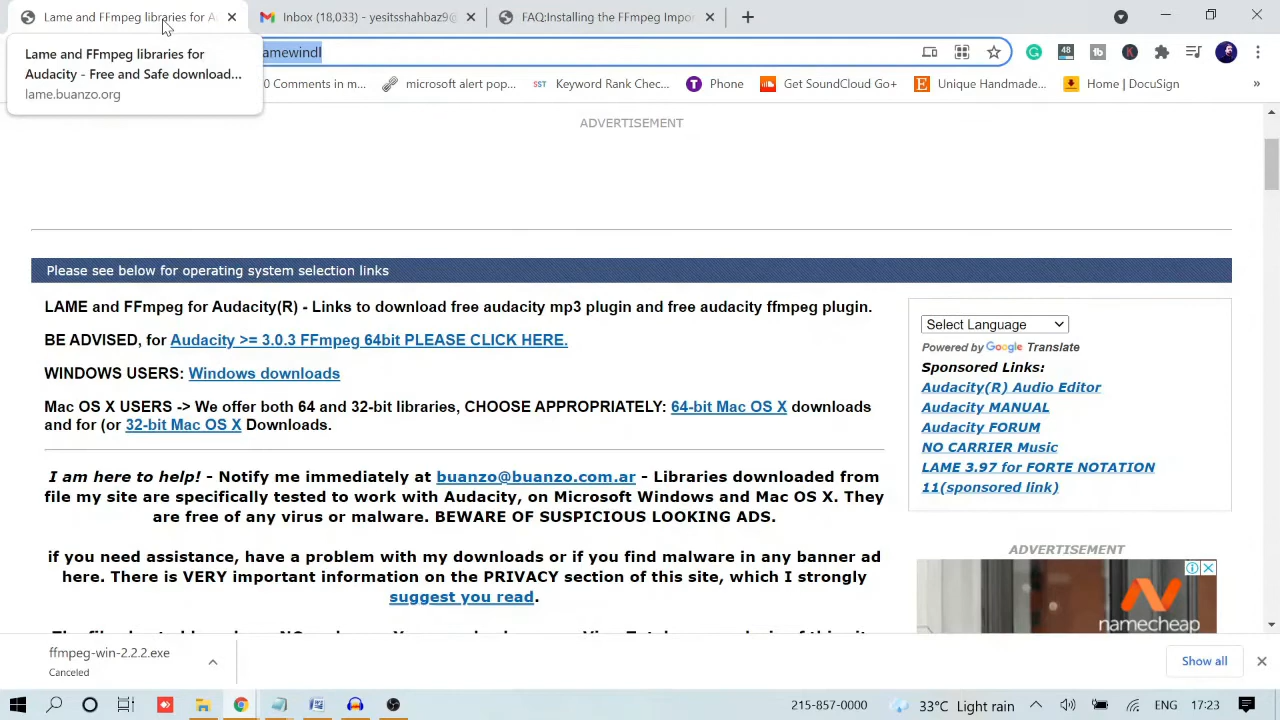 Lame and FFmpeg libraries for A
Inbox (18,033) - yesitsshahbaz9@
FAQ:Installing the FFmpeg Impor
Lame and FFmpeg libraries for
Audacity - Free and Safe download...
lame.buanzo.org
amewindl
48
0 Comments in m...
microsoft alert pop...
SST Keyword Rank Chec...
Phone
Get SoundCloud Go+
Unique Handmade...
Home | DocuSign
»
ADVERTISEMENT
Please see below for operating system selection links
LAME and FFmpeg for Audacity(R) - Links to download free audacity mp3 plugin and free audacity ffmpeg plugin.
BE ADVISED, for Audacity >= 3.0.3 FFmpeg 64bit PLEASE CLICK HERE.
WINDOWS USERS: Windows downloads
Mac OS X USERS -> We offer both 64 and 32-bit libraries, CHOOSE APPROPRIATELY: 64-bit Mac OS X downloads
and for (or 32-bit Mac OS X Downloads.
I am here to help! - Notify me immediately at buanzo@buanzo.com.ar - Libraries downloaded from
file my site are specifically tested to work with Audacity, on Microsoft Windows and Mac OS X. They
are free of any virus or malware. BEWARE OF SUSPICIOUS LOOKING ADS.
if you need assistance, have a problem with my downloads or if you find malware in any banner ad
here. There is VERY important information on the PRIVACY section of this site, which I strongly
suggest you read.
Select Language
Powered by Google Translate
Sponsored Links:
Audacity(R) Audio Editor
Audacity MANUAL
Audacity FORUM
NO CARRIER Music
LAME 3.97 for FORTE NOTATION
11(sponsored link)
ADVERTISEMENT
namecheap
ffmpeg-win-2.2.2.exe
Canceled
Show all
215-857-0000
33°C Light rain
ENG
17:23